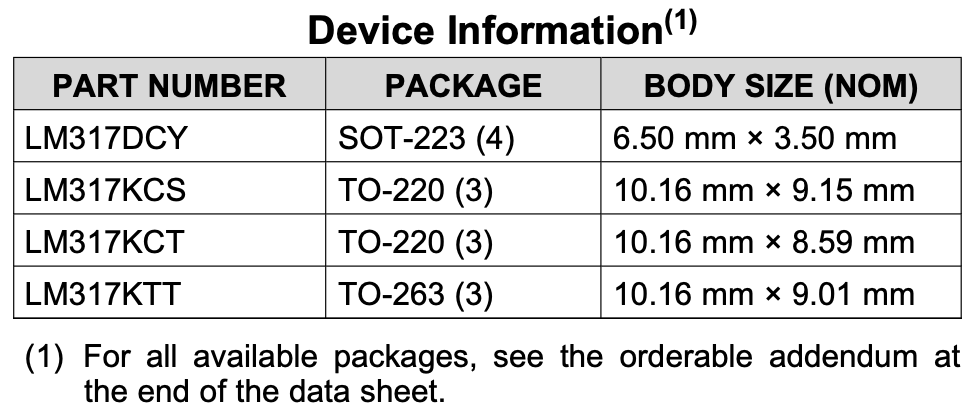 Device Information(1)
PART NUMBER PACKAGE BODY SIZE (NOM)
LM317DCY SOT-223 (4) 6.50 mm × 3.50 mm
LM317KCS TO-220 (3) 10.16 mm × 9.15 mm
LM317KCT TO-220 (3) 10.16 mm × 8.59 mm
LM317KTT TO-263 (3) 10.16 mm × 9.01 mm
(1) For all available packages, see the orderable addendum at
the end of the data sheet.